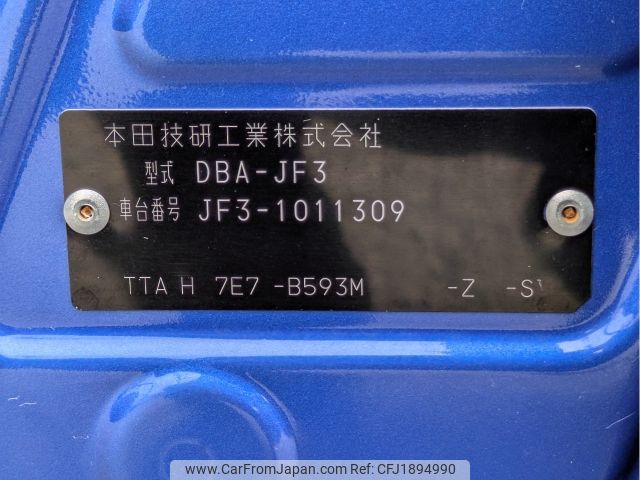 本田技研工業株式会社
型式 DBA-JF3
車台番号 JF3-1011309
TTA H 7E7 -B593M -Z -S
www.CarFromJapan.com Ref:CFJ1894990